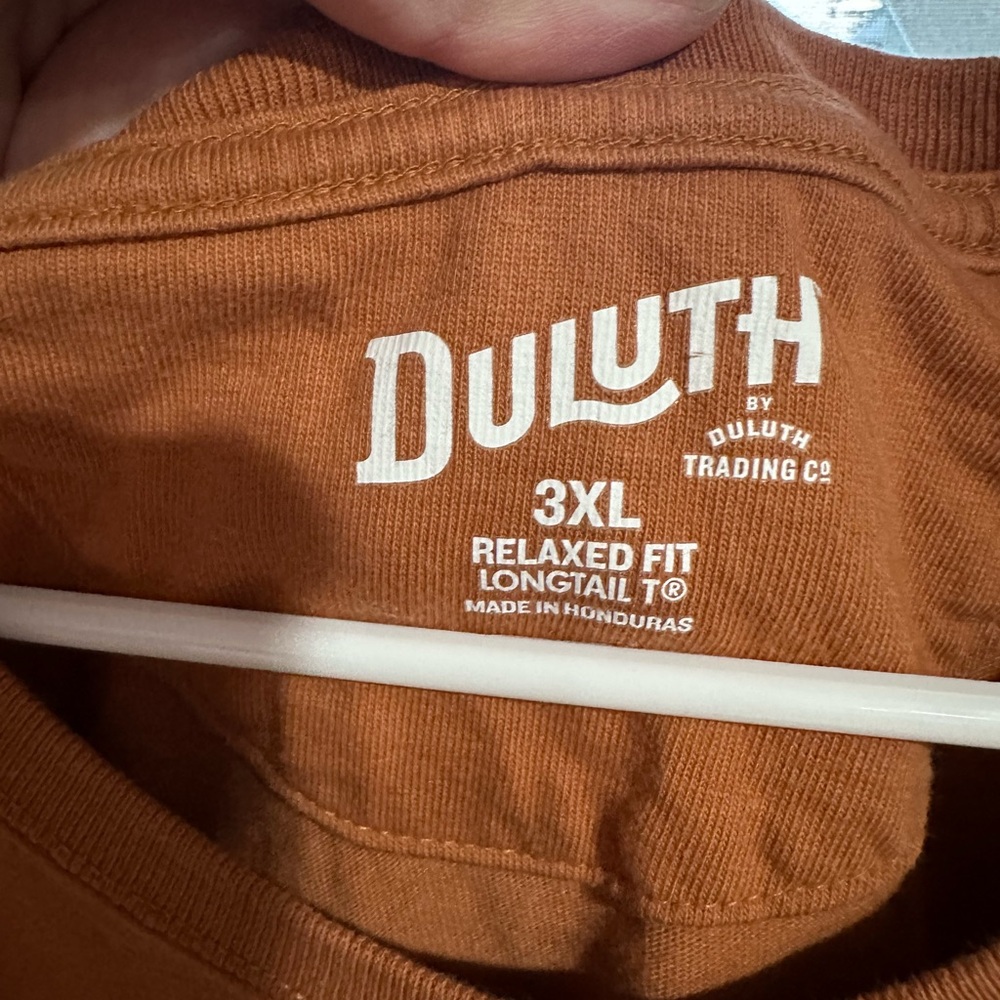 DULUTH
BY
DULUTH
TRADING Cº
3XL
RELAXED FIT
LONGTAIL T®
MADE IN HONDURAS